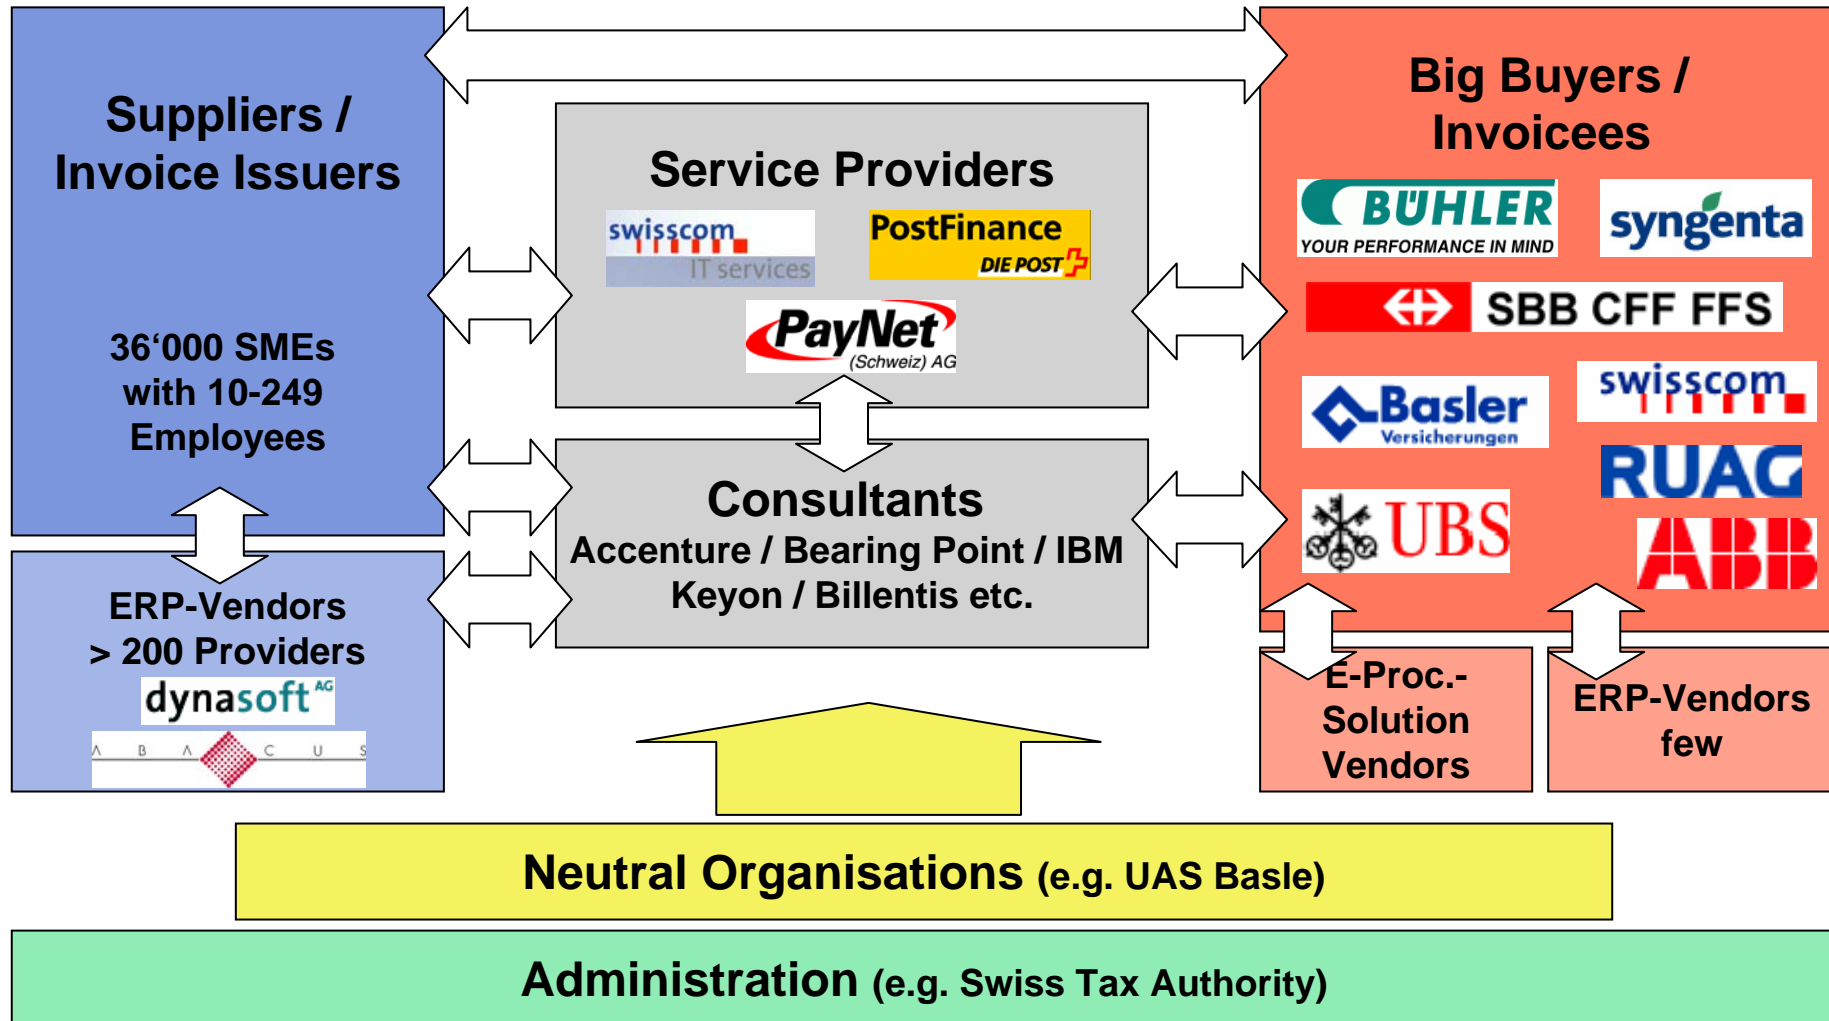 Suppliers /
Invoice Issuers
36‘000 SMEs
with 10-249
Employees
ERP-Vendors
> 200 Providers
dynasoft AG
A B A C U S
Service Providers
swisscom
IT services
PostFinance
DIE POST
PayNet
(Schweiz) AG
Consultants
Accenture / Bearing Point / IBM
Keyon / Billentis etc.
Big Buyers /
Invoicees
BÜHLER
YOUR PERFORMANCE IN MIND
syngenta
SBB CFF FFS
Basler
Versicherungen
swisscom
RUAG
UBS
ABB
E-Proc.-
Solution
Vendors
ERP-Vendors
few
Neutral Organisations (e.g. UAS Basle)
Administration (e.g. Swiss Tax Authority)